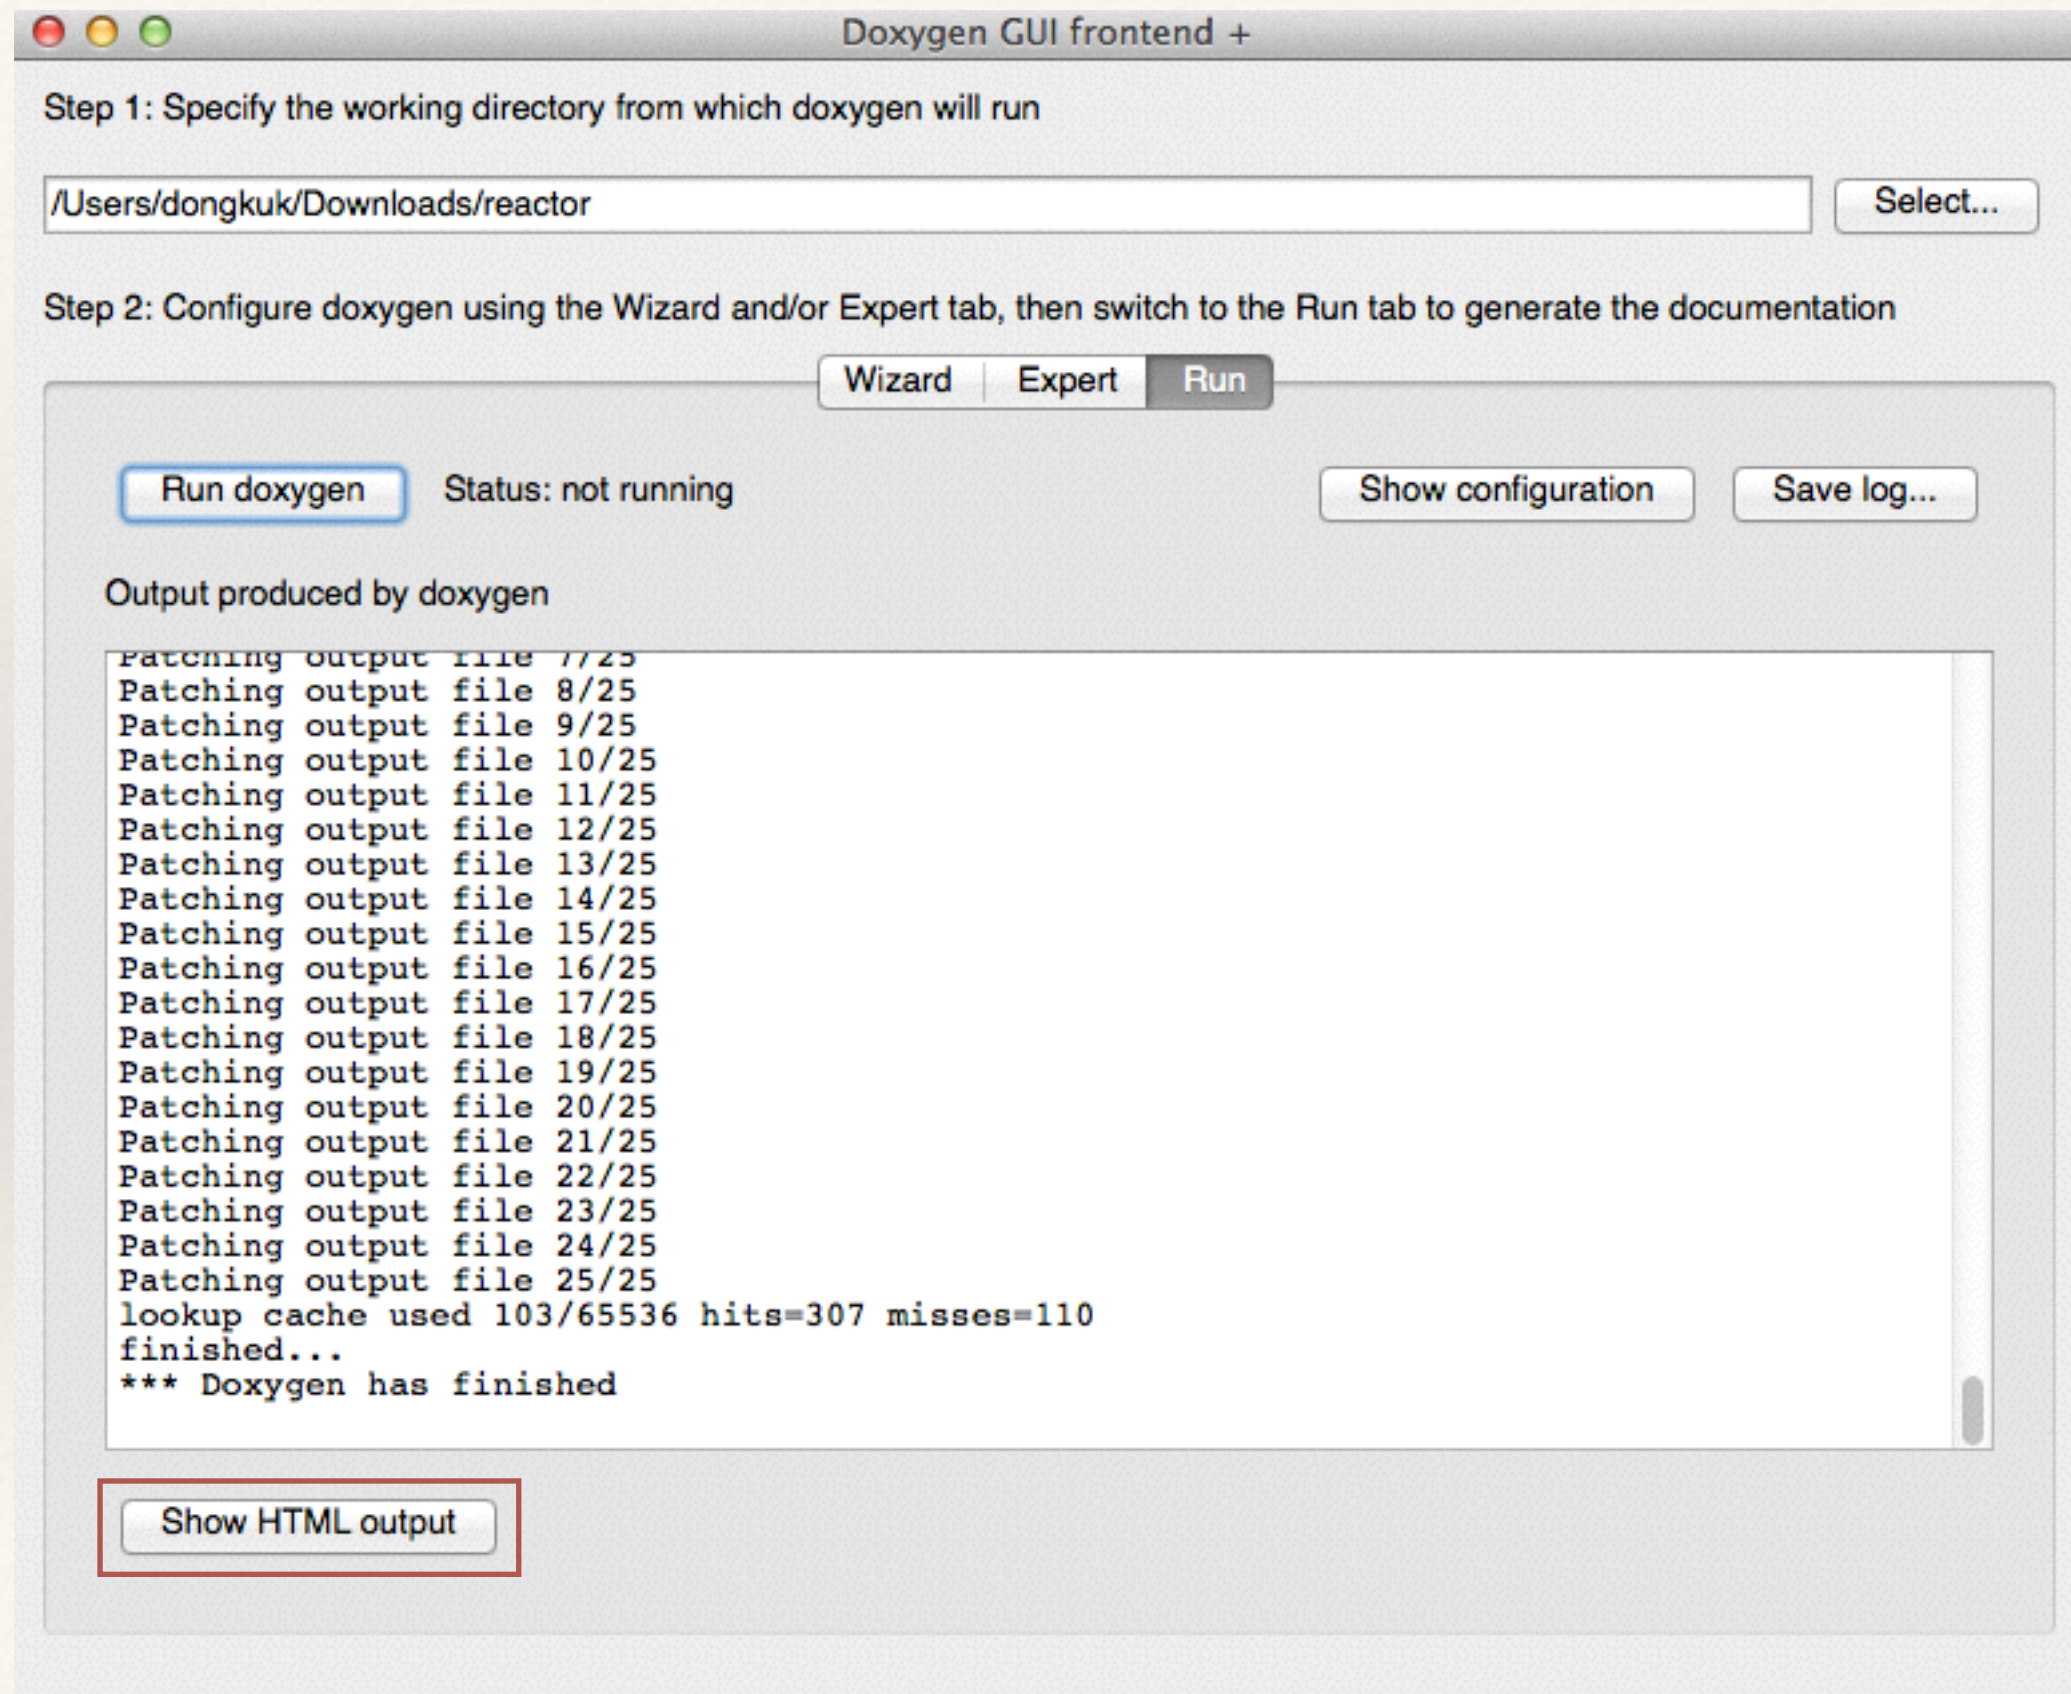 Doxygen GUI frontend +
Step 1: Specify the working directory from which doxygen will run
/Users/dongkuk/Downloads/reactor
Select...
Step 2: Configure doxygen using the Wizard and/or Expert tab, then switch to the Run tab to generate the documentation
Wizard Expert Run
Run doxygen Status: not running Show configuration Save log...
Output produced by doxygen
Patching output file 7/25
Patching output file 8/25
Patching output file 9/25
Patching output file 10/25
Patching output file 11/25
Patching output file 12/25
Patching output file 13/25
Patching output file 14/25
Patching output file 15/25
Patching output file 16/25
Patching output file 17/25
Patching output file 18/25
Patching output file 19/25
Patching output file 20/25
Patching output file 21/25
Patching output file 22/25
Patching output file 23/25
Patching output file 24/25
Patching output file 25/25
lookup cache used 103/65536 hits=307 misses=110
finished...
*** Doxygen has finished
Show HTML output